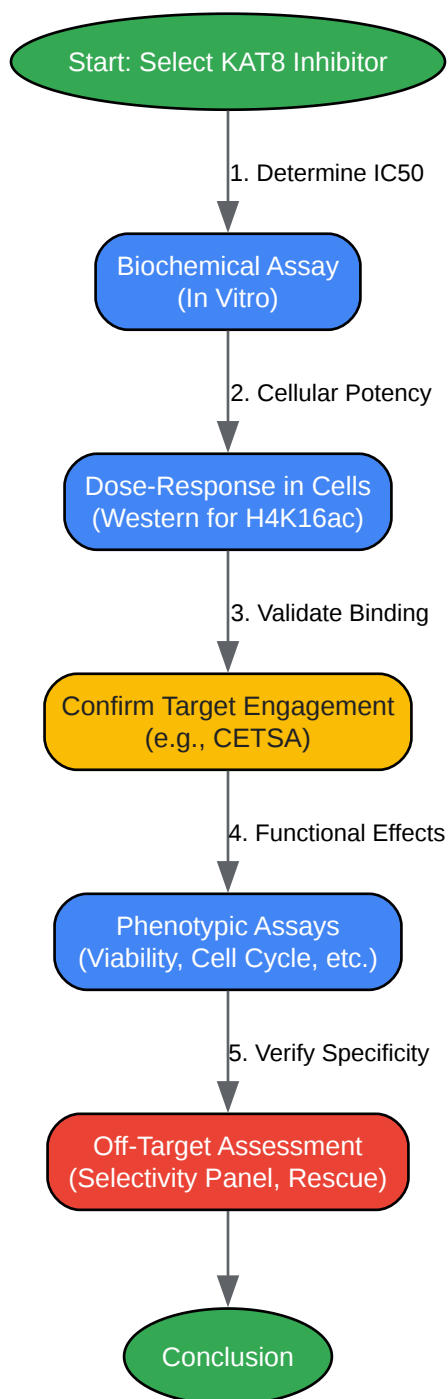 Start: Select KAT8 Inhibitor
1. Determine IC50
Biochemical Assay
(In Vitro)
2. Cellular Potency
Dose-Response in Cells
(Western for H4K16ac)
3. Validate Binding
Confirm Target Engagement
(e.g., CETSA)
4. Functional Effects
Phenotypic Assays
(Viability, Cell Cycle, etc.)
5. Verify Specificity
Off-Target Assessment
(Selectivity Panel, Rescue)
Conclusion